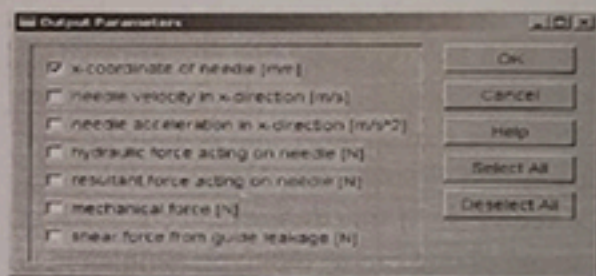 Output Parameters
x-coordinate of needle [mm]
needle velocity in x-direction [m/s]
needle acceleration in x-direction [m/s^2]
hydraulic force acting on needle [N]
resultant force acting on needle [N]
mechanical force [N]
shear force from guide leakage [N]
OK
Cancel
Help
Select All
Deselect All